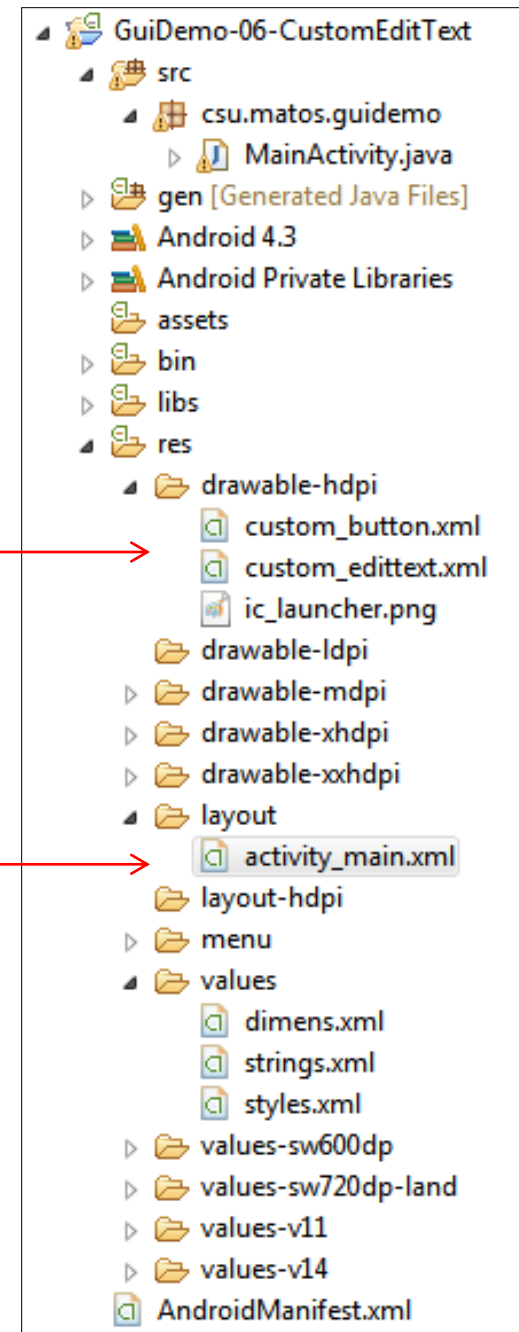 GuiDemo-06-CustomEditText
src
csu.matos.guidemo
MainActivity.java
gen [Generated Java Files]
Android 4.3
Android Private Libraries
assets
bin
libs
res
drawable-hdpi
custom_button.xml
custom_edittext.xml
ic_launcher.png
drawable-ldpi
drawable-mdpi
drawable-xhdpi
drawable-xxhdpi
layout
activity_main.xml
layout-hdpi
menu
values
dimens.xml
strings.xml
styles.xml
values-sw600dp
values-sw720dp-land
values-v11
values-v14
AndroidManifest.xml